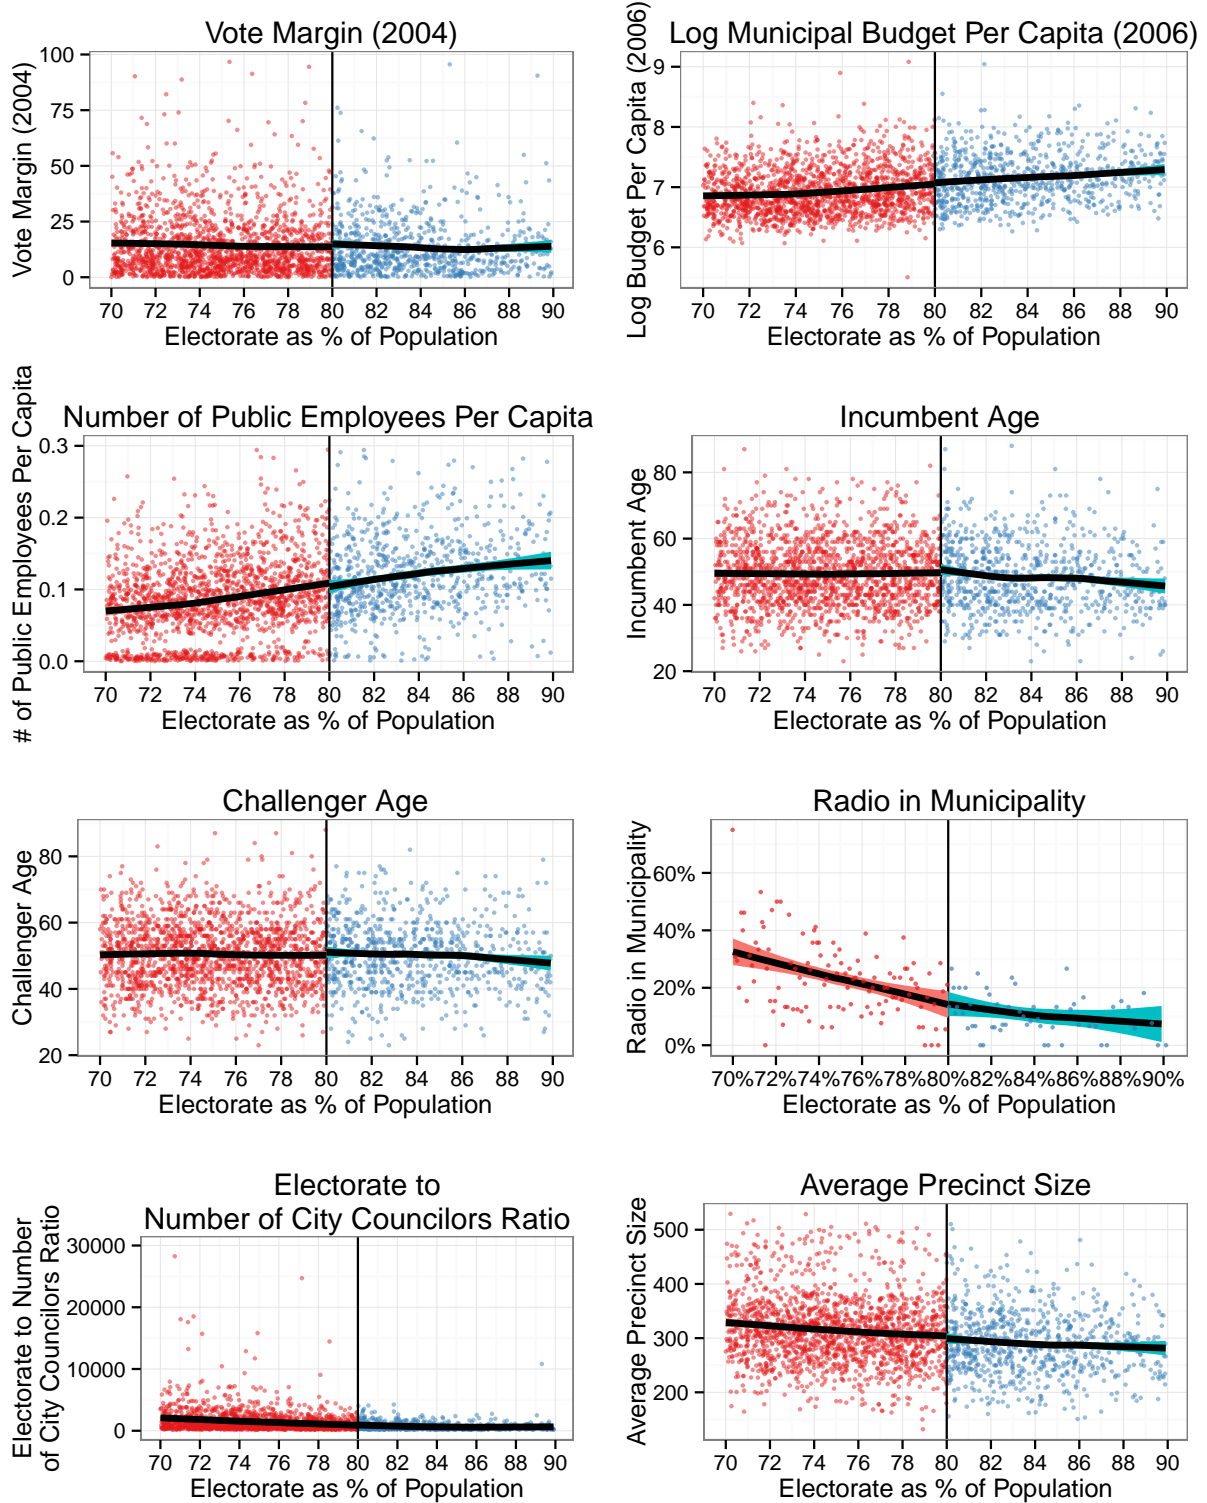 Vote Margin (2004)
Vote Margin (2004)
100
75
50
25
0
70 72 74 76 78 80 82 84 86 88 90
Electorate as % of Population
Log Municipal Budget Per Capita (2006)
Log Budget Per Capita (2006)
9
8
7
6
70 72 74 76 78 80 82 84 86 88 90
Electorate as % of Population
Number of Public Employees Per Capita
# of Public Employees Per Capita
0.3
0.2
0.1
0.0
70 72 74 76 78 80 82 84 86 88 90
Electorate as % of Population
Incumbent Age
Incumbent Age
80
60
40
20
70 72 74 76 78 80 82 84 86 88 90
Electorate as % of Population
Challenger Age
Challenger Age
80
60
40
20
70 72 74 76 78 80 82 84 86 88 90
Electorate as % of Population
Radio in Municipality
Radio in Municipality
60%
40%
20%
0%
70% 72% 74% 76% 78% 80% 82% 84% 86% 88% 90%
Electorate as % of Population
Electorate to
Number of City Councilors Ratio
Electorate to Number
of City Councilors Ratio
30000
20000
10000
0
70 72 74 76 78 80 82 84 86 88 90
Electorate as % of Population
Average Precinct Size
Average Precinct Size
500
400
300
200
70 72 74 76 78 80 82 84 86 88 90
Electorate as % of Population